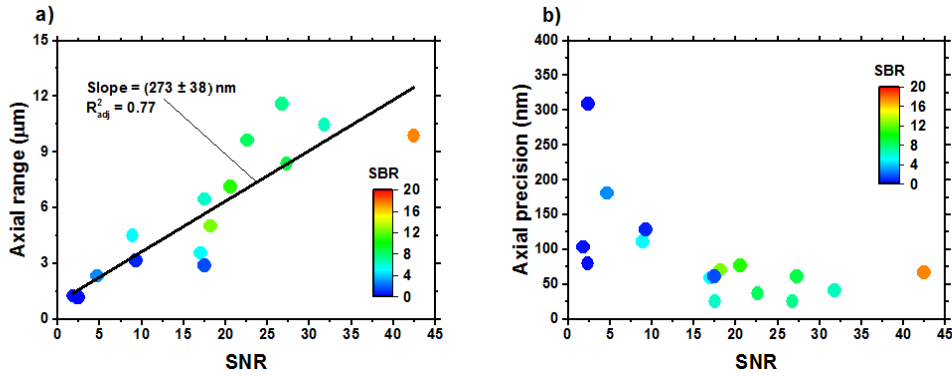 a)
Axial range (µm)
15
12
9
6
3
0
Slope = (273 ± 38) nm
R²adj = 0.77
SBR
20
16
12
8
4
0
0 5 10 15 20 25 30 35 40 45
SNR
b)
Axial precision (nm)
400
350
300
250
200
150
100
50
0
SBR
20
16
12
8
4
0
0 5 10 15 20 25 30 35 40 45
SNR